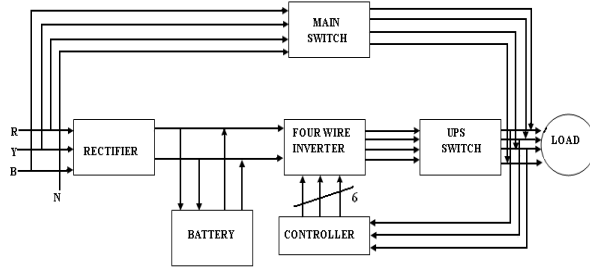 MAIN
SWITCH
R
Y
B
N
RECTIFIER
FOUR WIRE
INVERTER
UPS
SWITCH
LOAD
6
BATTERY
CONTROLLER